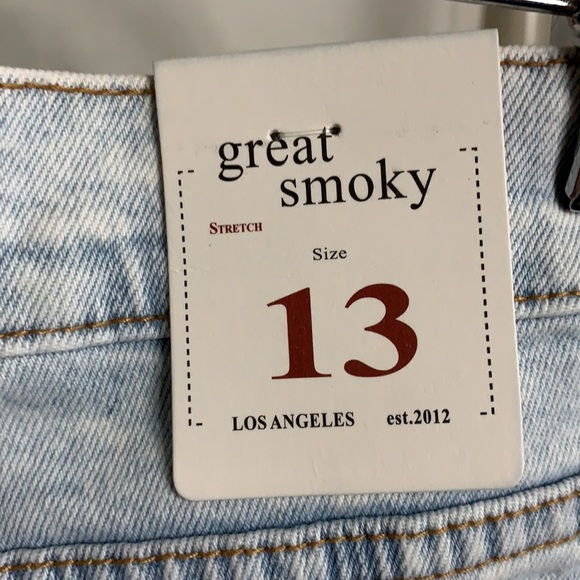 great
smoky
STRETCH
Size
13
LOS ANGELES est.2012